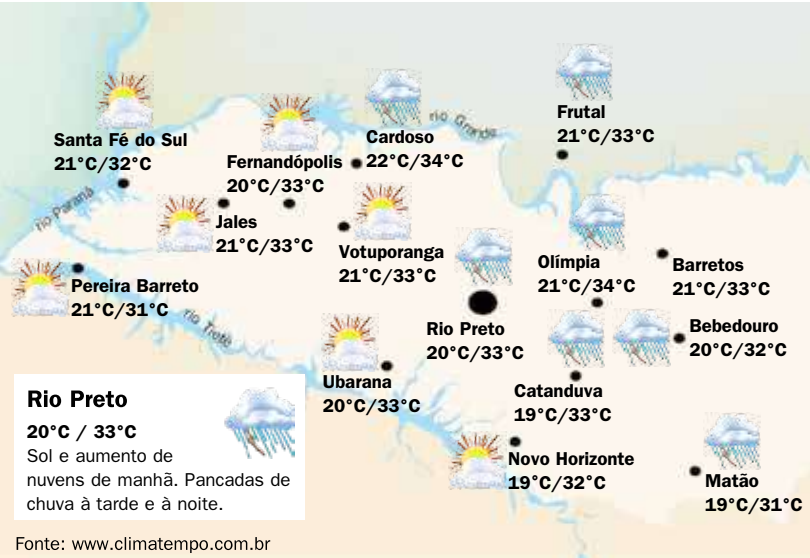 Frutal
21°C/33°C
rio Grande
Santa Fé do Sul
21°C/32°C
Cardoso
22°C/34°C
Fernandópolis
20°C/33°C
rio Paraná
Jales
21°C/33°C
Votuporanga
21°C/33°C
Olímpia
21°C/34°C
Barretos
21°C/33°C
Pereira Barreto
21°C/31°C
rio Tietê
Rio Preto
20°C/33°C
Bebedouro
20°C/32°C
Ubarana
20°C/33°C
Catanduva
19°C/33°C
Novo Horizonte
19°C/32°C
Matão
19°C/31°C
Rio Preto
20°C / 33°C
Sol e aumento de
nuvens de manhã. Pancadas de
chuva à tarde e à noite.
Fonte: www.climatempo.com.br